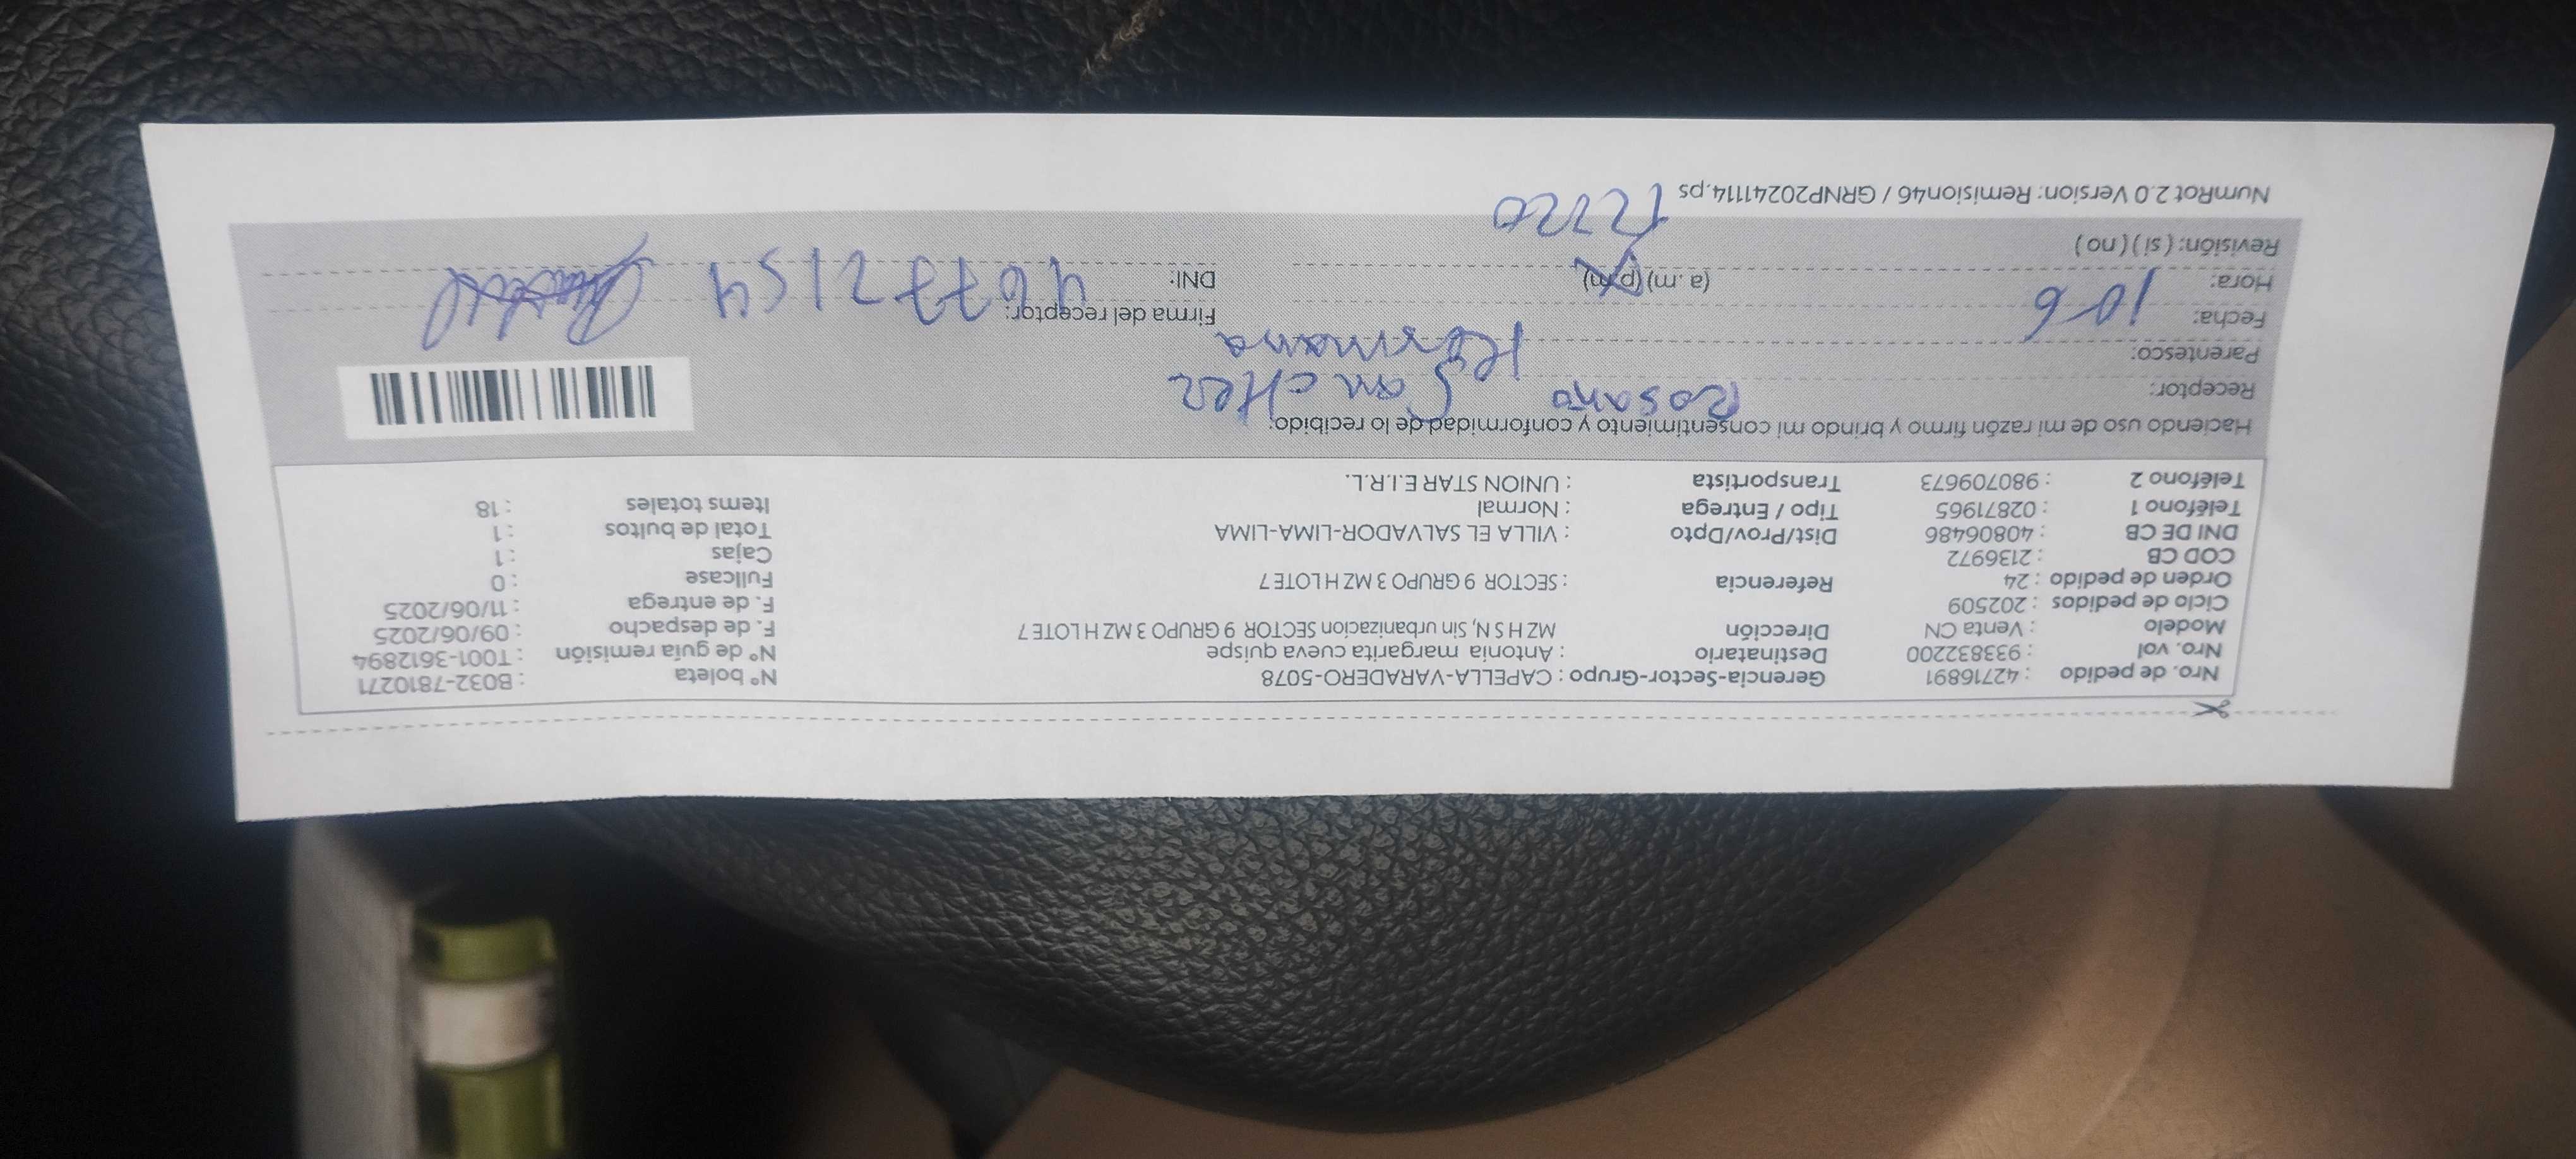 Nro. de pedido : 42716891 Gerencia-Sector-Grupo : CAPELLA-VARADERO-5078 N° boleta : B032-7810271
Nro. vol : 933832200 Destinatario : Antonia margarita cueva quispe N° de guía remisión : T001-3612894
Modelo : Venta CN Dirección MZ H S N, Sin urbanizacion SECTOR 9 GRUPO 3 MZ H LOTE 7 F. de despacho : 09/06/2025
Ciclo de pedidos : 202509 F. de entrega : 11/06/2025
Orden de pedido : 24 Referencia : SECTOR 9 GRUPO 3 MZ H LOTE 7 Fullcase : 0
COD CB : 2136972 Cajas : 1
DNI DE CB : 40806486 Dist/Prov/Dpto : VILLA EL SALVADOR-LIMA-LIMA Total de bultos : 1
Teléfono 1 : 02871965 Tipo / Entrega : Normal Items totales : 18
Teléfono 2 : 980709673 Transportista : UNION STAR E.I.R.L.
Haciendo uso de mi razón firmo y brindo mi consentimiento y conformidad de lo recibido:
Receptor: Rosario Sanchez
Parentesco: Hermana
Fecha: 10 6 Firma del receptor:
Hora: (a.m) (p.m) DNI: 46772154
Revisión: (si) (no)
NumRot 2.0 Version: Remision46 / GRNP20241114.ps